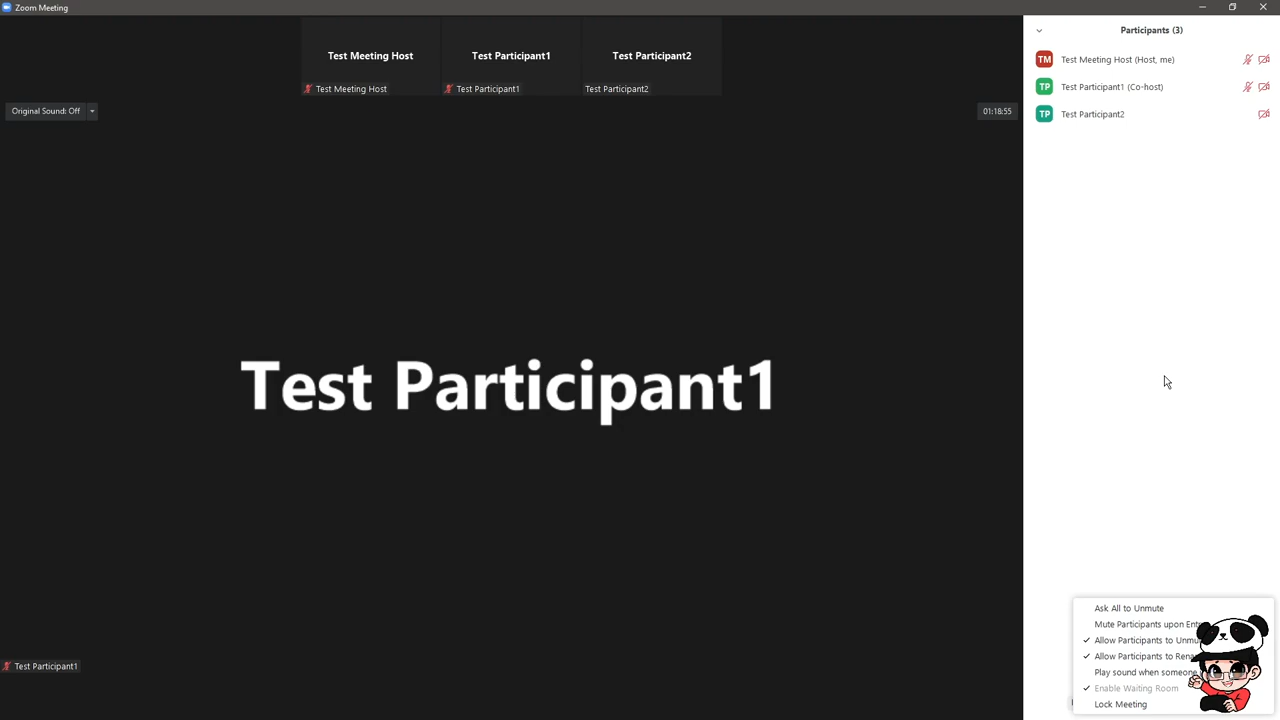 Zoom Meeting
Test Meeting Host
Test Participant1
Test Participant2
Test Meeting Host
Test Participant1
Test Participant2
Original Sound: Off
01:18:55
Test Participant1
Test Participant1
Participants (3)
TM Test Meeting Host (Host, me)
TP Test Participant1 (Co-host)
TP Test Participant2
Ask All to Unmute
Mute Participants upon
Allow Participants to
Allow Participants to
Play sound when someone
Enable Waiting Room
Lock Meeting